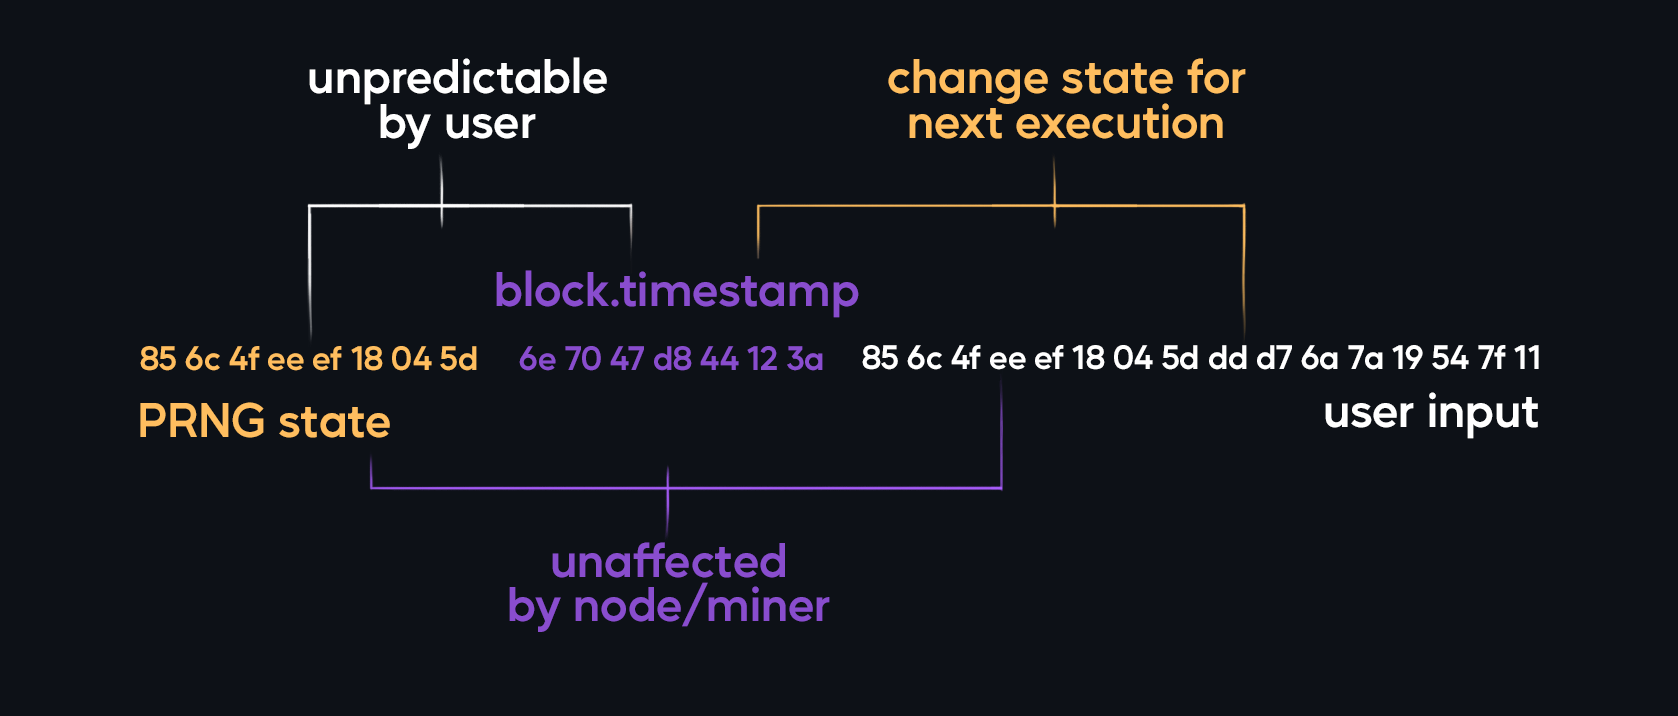 unpredictable
by user
change state for
next execution
block.timestamp
85 6c 4f ee ef 18 04 5d
6e 70 47 d8 44 12 3a
85 6c 4f ee ef 18 04 5d dd d7 6a 7a 19 54 7f 11
PRNG state
user input
unaffected
by node/miner